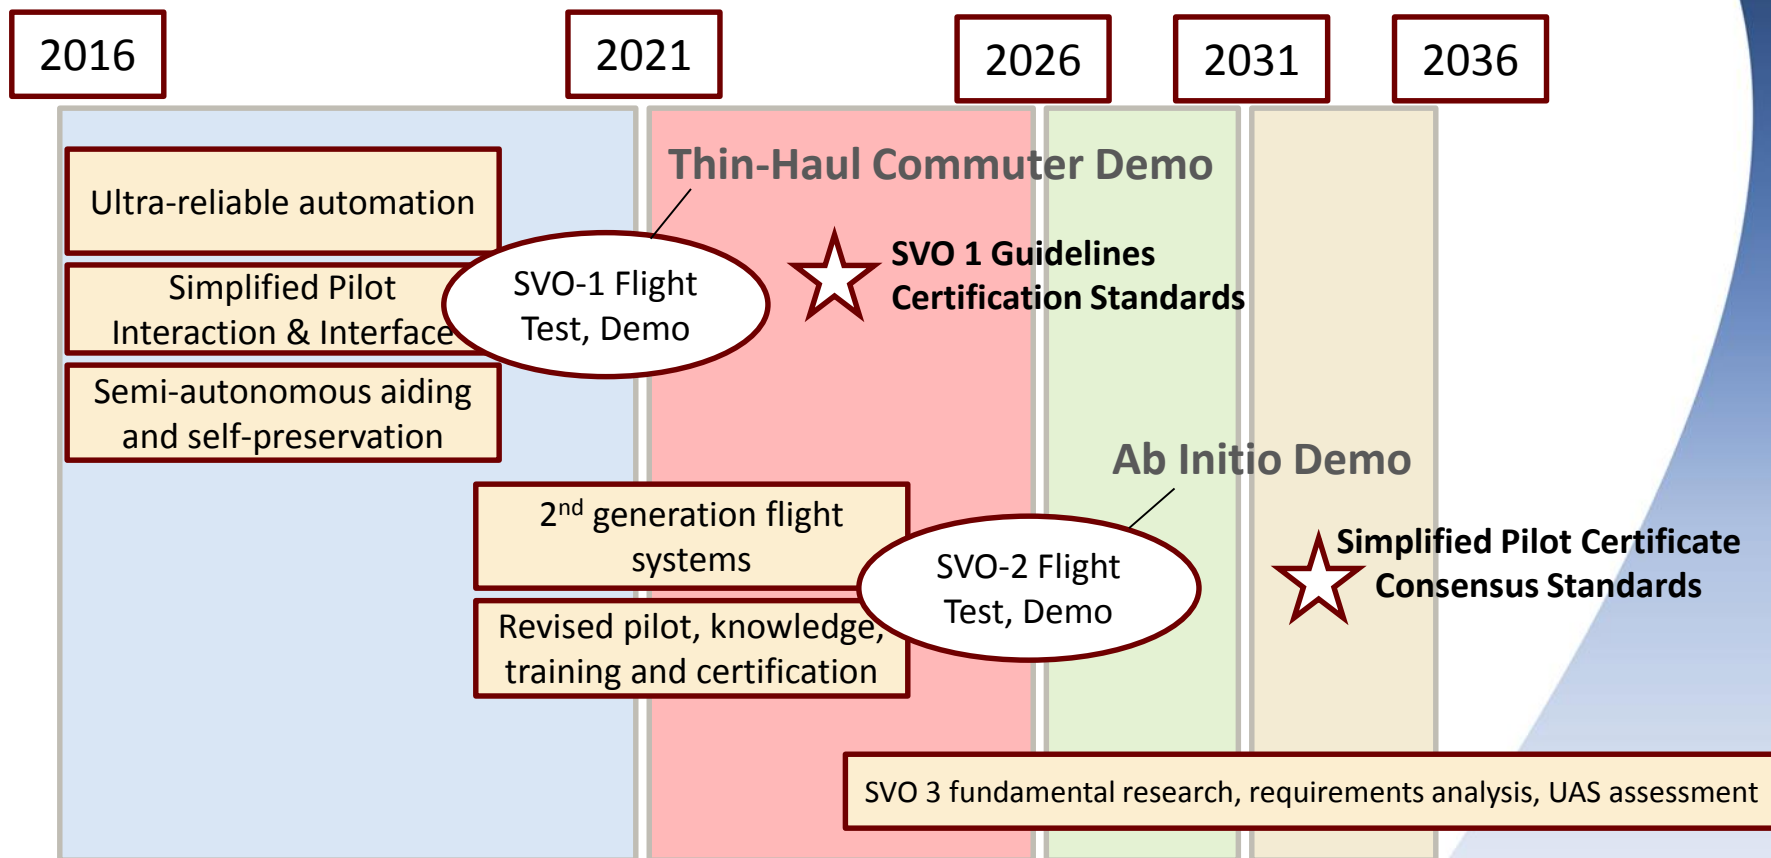 2016
2021
2026
2031
2036
Thin-Haul Commuter Demo
Ultra-reliable automation
Simplified Pilot
Interaction & Interface
Semi-autonomous aiding
and self-preservation
SVO-1 Flight
Test, Demo
SVO 1 Guidelines
Certification Standards
Ab Initio Demo
2nd generation flight
systems
Revised pilot, knowledge,
training and certification
SVO-2 Flight
Test, Demo
Simplified Pilot Certificate
Consensus Standards
SVO 3 fundamental research, requirements analysis, UAS assessment